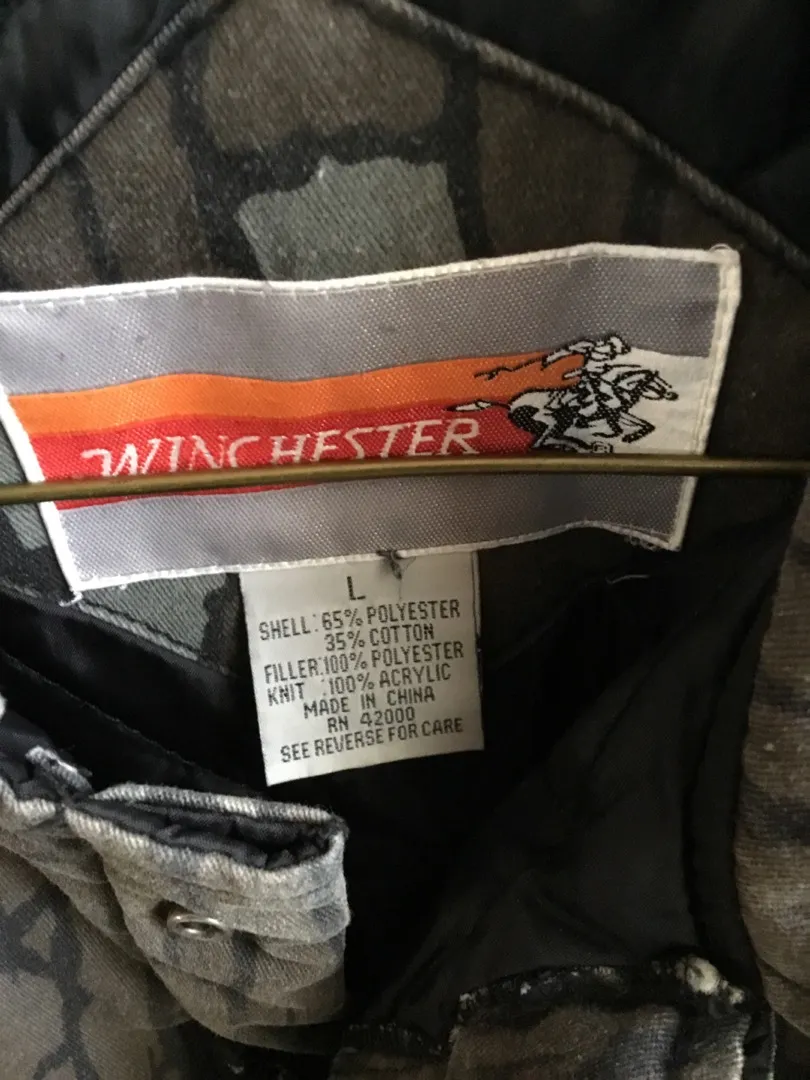 WINCHESTER
L
SHELL: 65% POLYESTER
35% COTTON
FILLER:100% POLYESTER
KNIT :100% ACRYLIC
MADE IN CHINA
RN 42000
SEE REVERSE FOR CARE